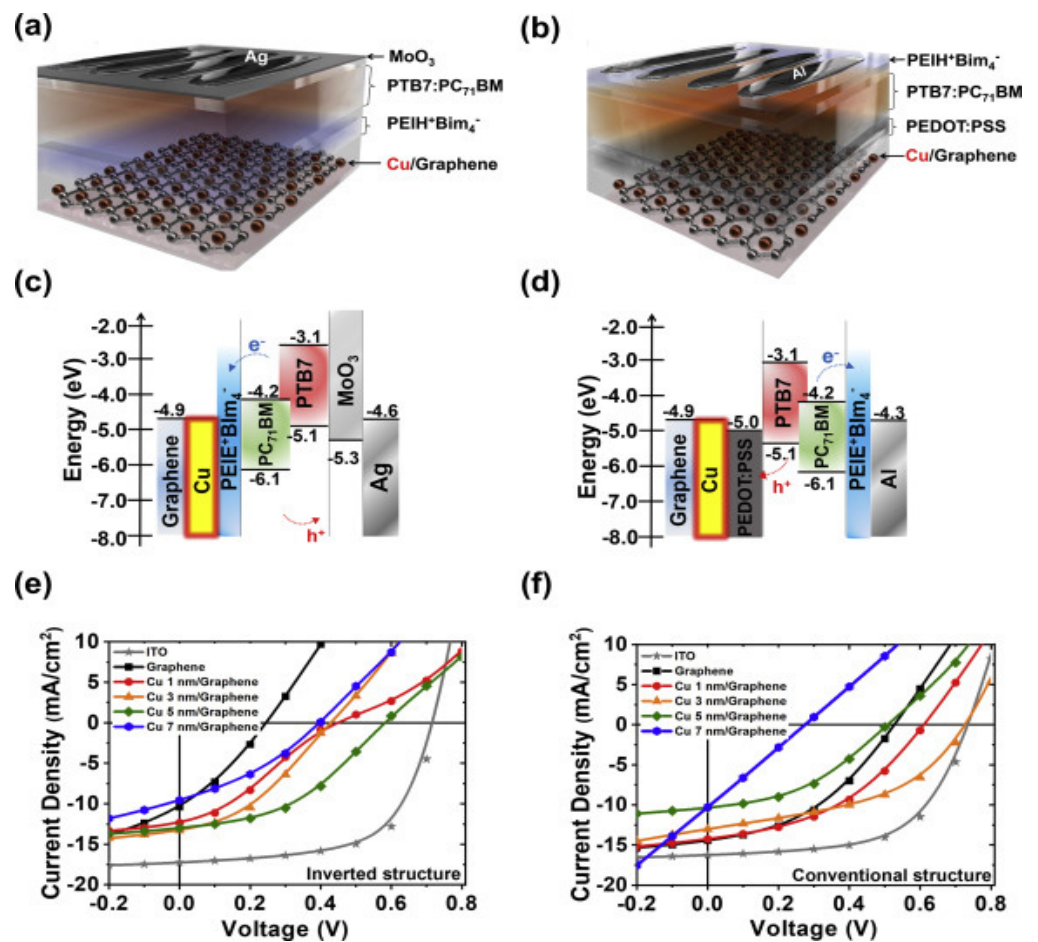 (a)
Ag
MoO3
PTB7:PC71BM
PEIH+Bim4-
Cu/Graphene
(b)
Al
PEIH+Bim4-
PTB7:PC71BM
PEDOT:PSS
Cu/Graphene
(c)
Energy (eV)
-2.0
-3.0
-4.0
-5.0
-6.0
-7.0
-8.0
-4.9
Graphene
Cu
PEIE+BIm4-
e-
-4.2
PC71BM
-6.1
-3.1
PTB7
-5.1
h+
MoO3
-5.3
-4.6
Ag
(d)
Energy (eV)
-2.0
-3.0
-4.0
-5.0
-6.0
-7.0
-8.0
-4.9
Graphene
Cu
-5.0
PEDOT:PSS
h+
-3.1
PTB7
-5.1
e-
-4.2
PC71BM
-6.1
PEIE+BIm4-
-4.3
Al
(e)
Current Density (mA/cm2)
10
5
0
-5
-10
-15
-20
ITO
Graphene
Cu 1 nm/Graphene
Cu 3 nm/Graphene
Cu 5 nm/Graphene
Cu 7 nm/Graphene
Inverted structure
-0.2 0.0 0.2 0.4 0.6 0.8
Voltage (V)
(f)
Current Density (mA/cm2)
10
5
0
-5
-10
-15
-20
ITO
Graphene
Cu 1 nm/Graphene
Cu 3 nm/Graphene
Cu 5 nm/Graphene
Cu 7 nm/Graphene
Conventional structure
-0.2 0.0 0.2 0.4 0.6 0.8
Voltage (V)